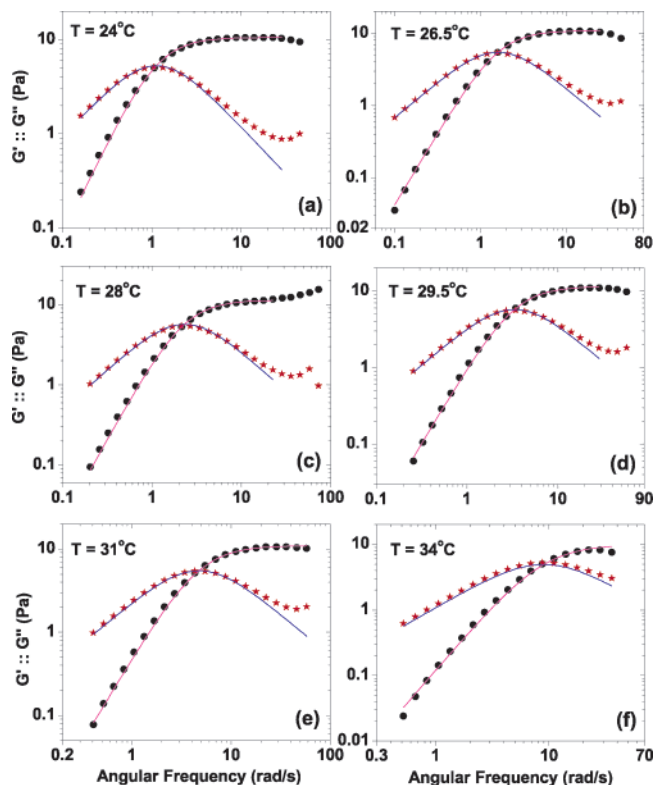 T = 24°C
10
1
0.1
0.1
1
10
100
G' :: G" (Pa)
(a)
T = 26.5°C
10
1
0.1
0.02
0.1
1
10
80
(b)
T = 28°C
10
1
0.1
0.1
1
10
100
G' :: G" (Pa)
(c)
T = 29.5°C
10
1
0.1
0.1
1
10
90
(d)
T = 31°C
10
1
0.1
0.2
1
10
100
G' :: G" (Pa)
Angular Frequency (rad/s)
(e)
T = 34°C
10
1
0.1
0.01
0.3
1
10
70
Angular Frequency (rad/s)
(f)